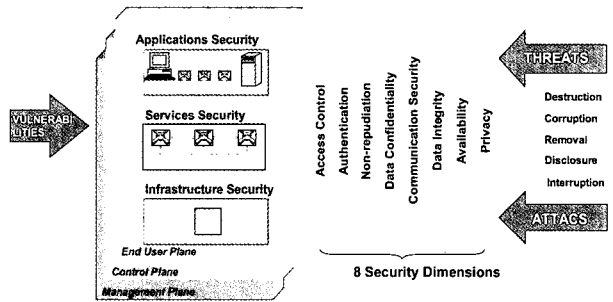 Applications Security
THREATS
VULNERABI
LITIES
Services Security
Infrastructure Security
End User Plane
Control Plane
Management Plane
Access Control
Authentication
Non-repudiation
Data Confidentiality
Communication Security
Data Integrity
Availability
Privacy
8 Security Dimensions
Destruction
Corruption
Removal
Disclosure
Interruption
ATTACS